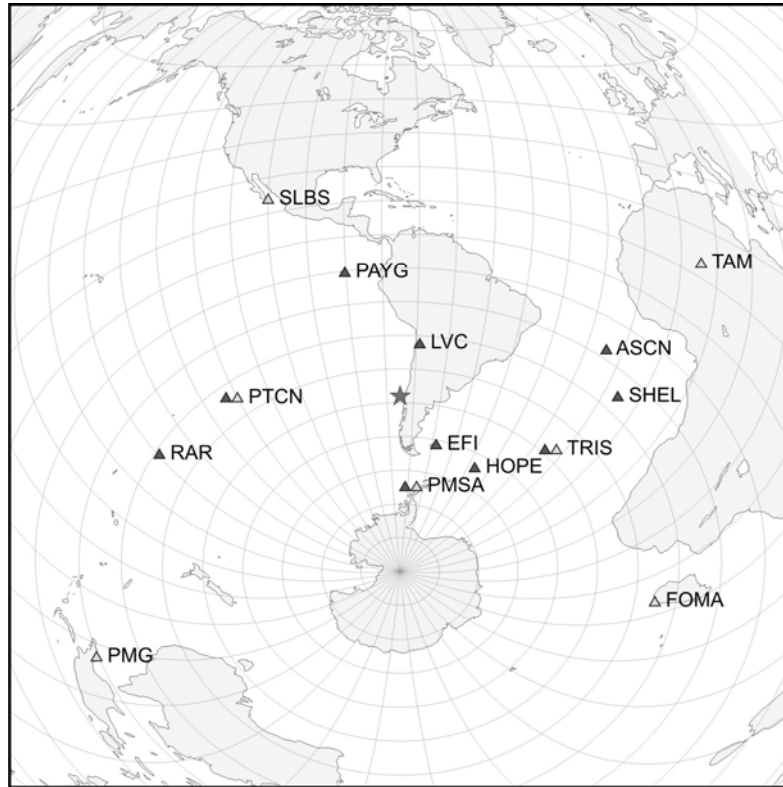 SLBS
TAM
PAYG
LVC
ASCN
PTCN
SHEL
EFI
TRIS
RAR
HOPE
PMSA
FOMA
PMG